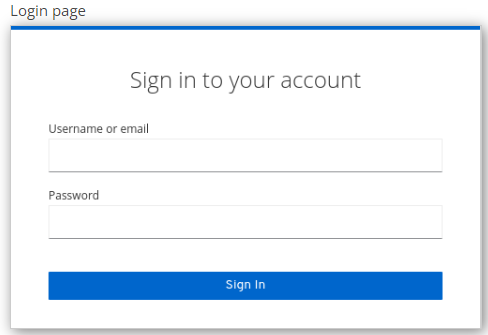 Login page
Sign in to your account
Username or email
Password
Sign In